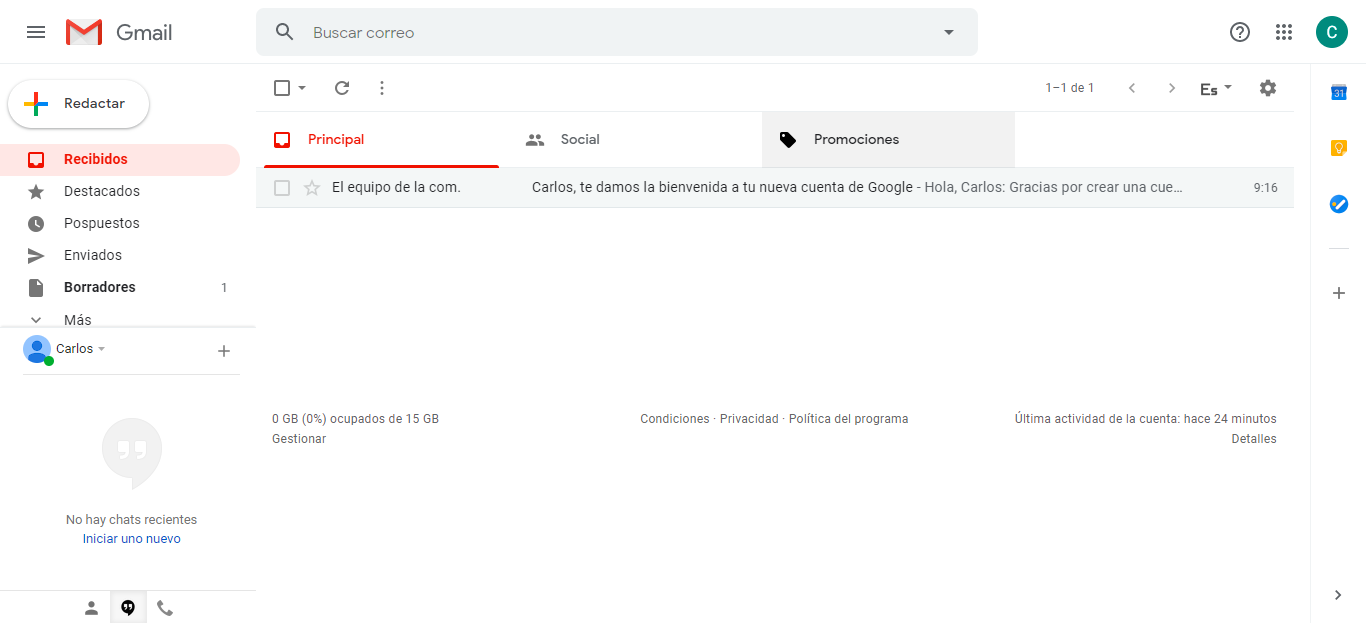 Gmail
Buscar correo
C
Redactar
1–1 de 1
Es
31
Recibidos
Destacados
Pospuestos
Enviados
Borradores 1
Más
Principal Social Promociones
El equipo de la com. Carlos, te damos la bienvenida a tu nueva cuenta de Google - Hola, Carlos: Gracias por crear una cue… 9:16
Carlos
No hay chats recientes
Iniciar uno nuevo
0 GB (0%) ocupados de 15 GB
Gestionar
Condiciones · Privacidad · Política del programa
Última actividad de la cuenta: hace 24 minutos
Detalles